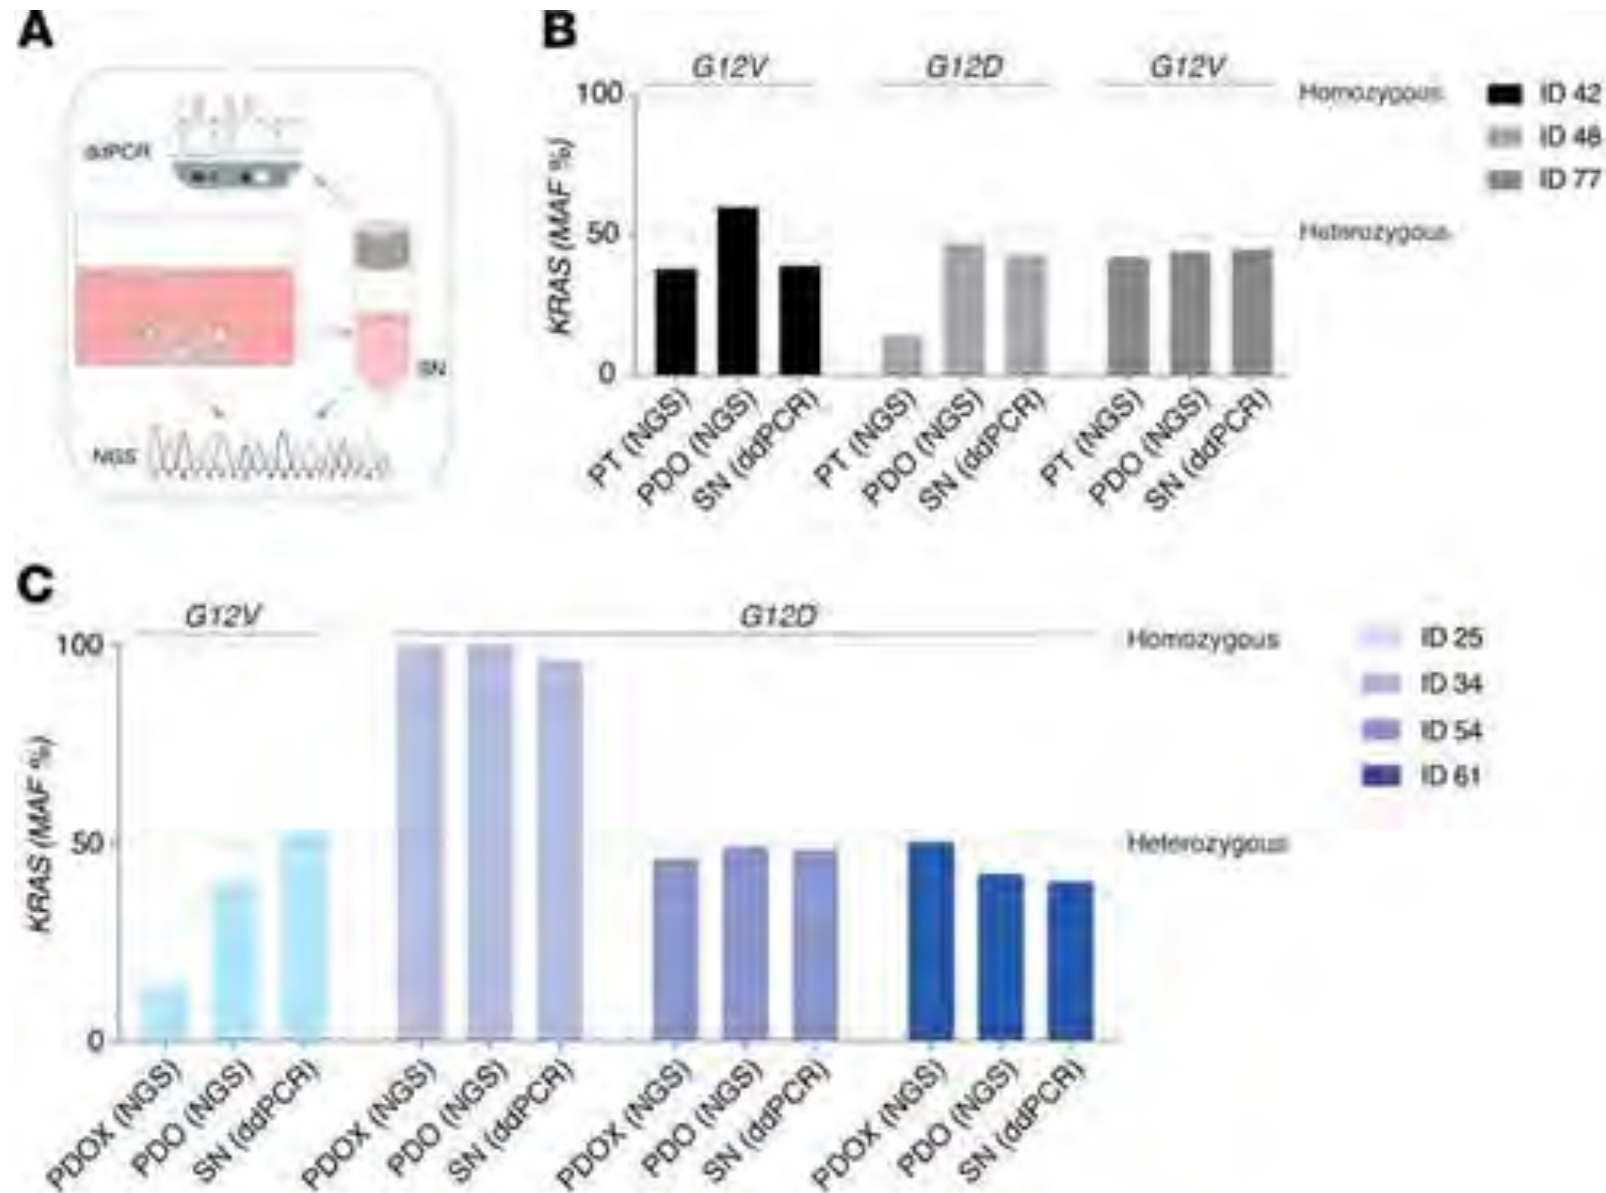 A
ddPCR
SN
NGS
B
G12V
G12D
G12V
100
50
0
KRAS (MAF %)
Homozygous
Heterozygous
ID 42
ID 48
ID 77
PT (NGS)
PDO (NGS)
SN (ddPCR)
PT (NGS)
PDO (NGS)
SN (ddPCR)
PT (NGS)
PDO (NGS)
SN (ddPCR)
C
G12V
G12D
100
50
0
KRAS (MAF %)
Homozygous
Heterozygous
ID 25
ID 34
ID 54
ID 61
PDOX (NGS)
PDO (NGS)
SN (ddPCR)
PDOX (NGS)
PDO (NGS)
SN (ddPCR)
PDOX (NGS)
PDO (NGS)
SN (ddPCR)
PDOX (NGS)
PDO (NGS)
SN (ddPCR)